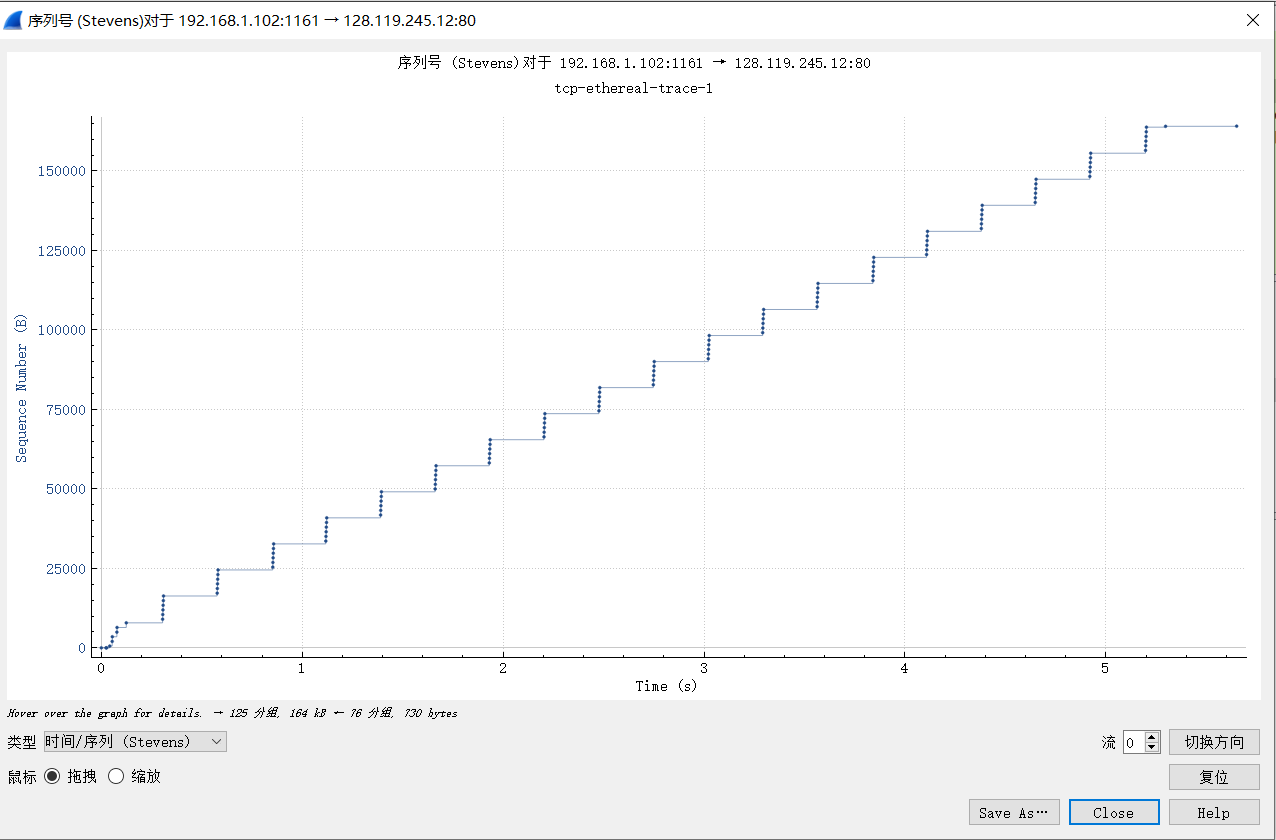 序列号 (Stevens)对于 192.168.1.102:1161 → 128.119.245.12:80
序列号 (Stevens)对于 192.168.1.102:1161 → 128.119.245.12:80
tcp-ethereal-trace-1
150000
125000
100000
75000
50000
25000
0
Sequence Number (B)
0 1 2 3 4 5
Time (s)
Hover over the graph for details. → 125 分组, 164 kB ← 76 分组, 730 bytes
类型 时间/序列 (Stevens) 流 0 切换方向
鼠标 拖拽 缩放 复位
Save As… Close Help